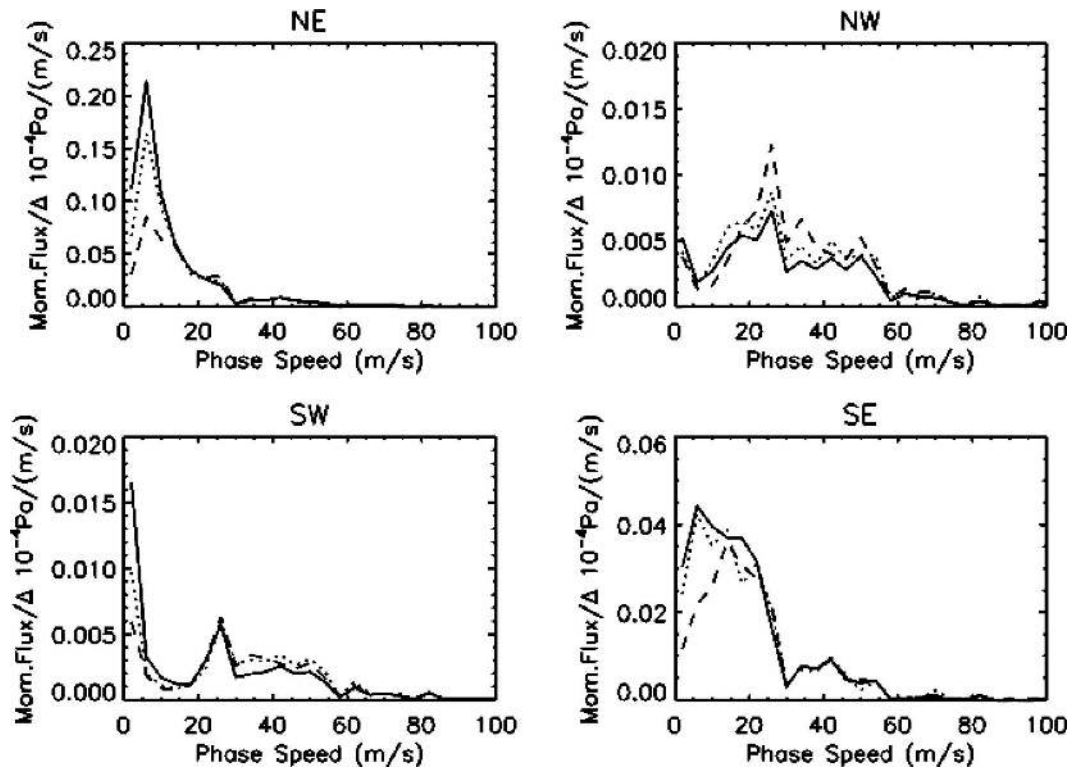 NE
Mom.Flux/Δ 10⁻⁴Pa/(m/s)
0.25
0.20
0.15
0.10
0.05
0.00
0 20 40 60 80 100
Phase Speed (m/s)
NW
Mom.Flux/Δ 10⁻⁴Pa/(m/s)
0.020
0.015
0.010
0.005
0.000
0 20 40 60 80 100
Phase Speed (m/s)
SW
Mom.Flux/Δ 10⁻⁴Pa/(m/s)
0.020
0.015
0.010
0.005
0.000
0 20 40 60 80 100
Phase Speed (m/s)
SE
Mom.Flux/Δ 10⁻⁴Pa/(m/s)
0.06
0.04
0.02
0.00
0 20 40 60 80 100
Phase Speed (m/s)